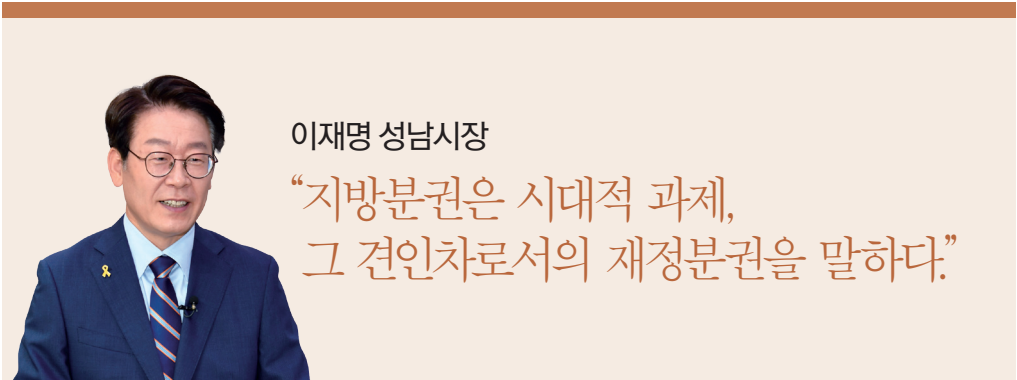 이재명 성남시장
“지방분권은 시대적 과제,
그 견인차로서의 재정분권을 말하다.”